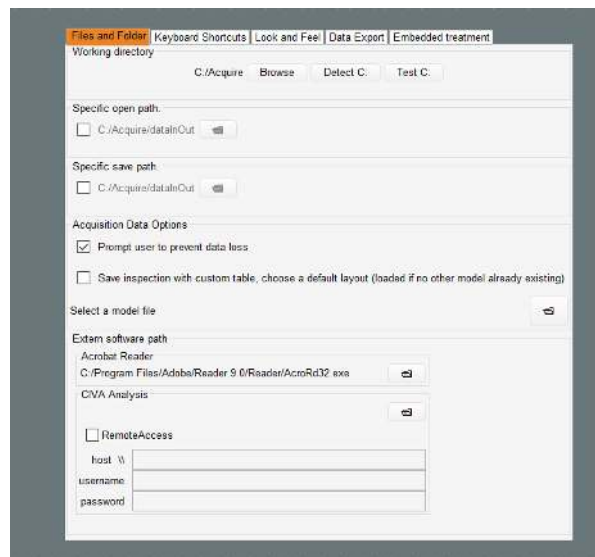 Files and Folder Keyboard Shortcuts Look and Feel Data Export Embedded treatment
Working directory
C:/Acquire Browse Detect C. Test C.
Specific open path.
C:/Acquire/dataInOut
Specific save path
C:/Acquire/dataInOut
Acquisition Data Options
Prompt user to prevent data loss
Save inspection with custom table, choose a default layout (loaded if no other model already existing)
Select a model file
Extern software path
Acrobat Reader
C:/Program Files/Adobe/Reader 9.0/Reader/AcroRd32.exe
CIVA Analysis
RemoteAccess
host \\
username
password